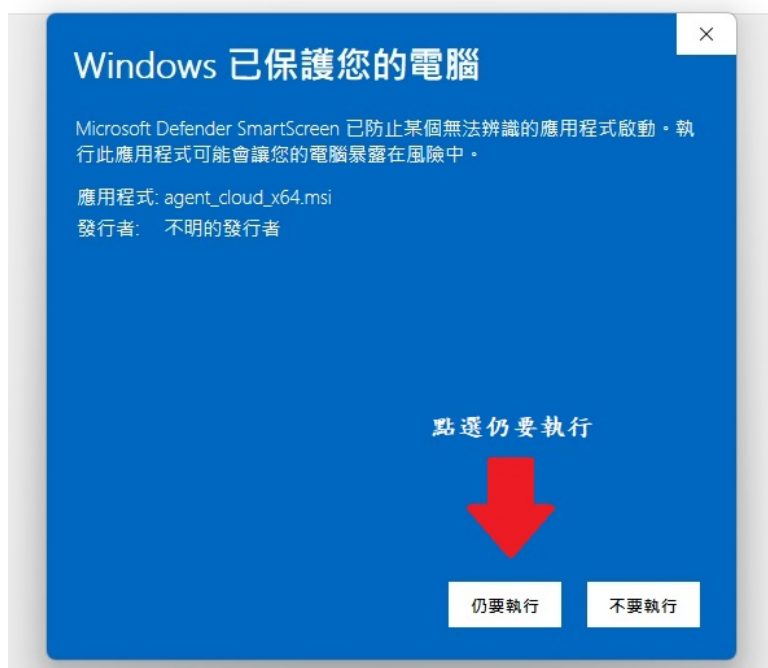 Windows 已保護您的電腦
Microsoft Defender SmartScreen 已防止某個無法辨識的應用程式啟動。執
行此應用程式可能會讓您的電腦暴露在風險中。
應用程式: agent_cloud_x64.msi
發行者: 不明的發行者
點選仍要執行
仍要執行 不要執行